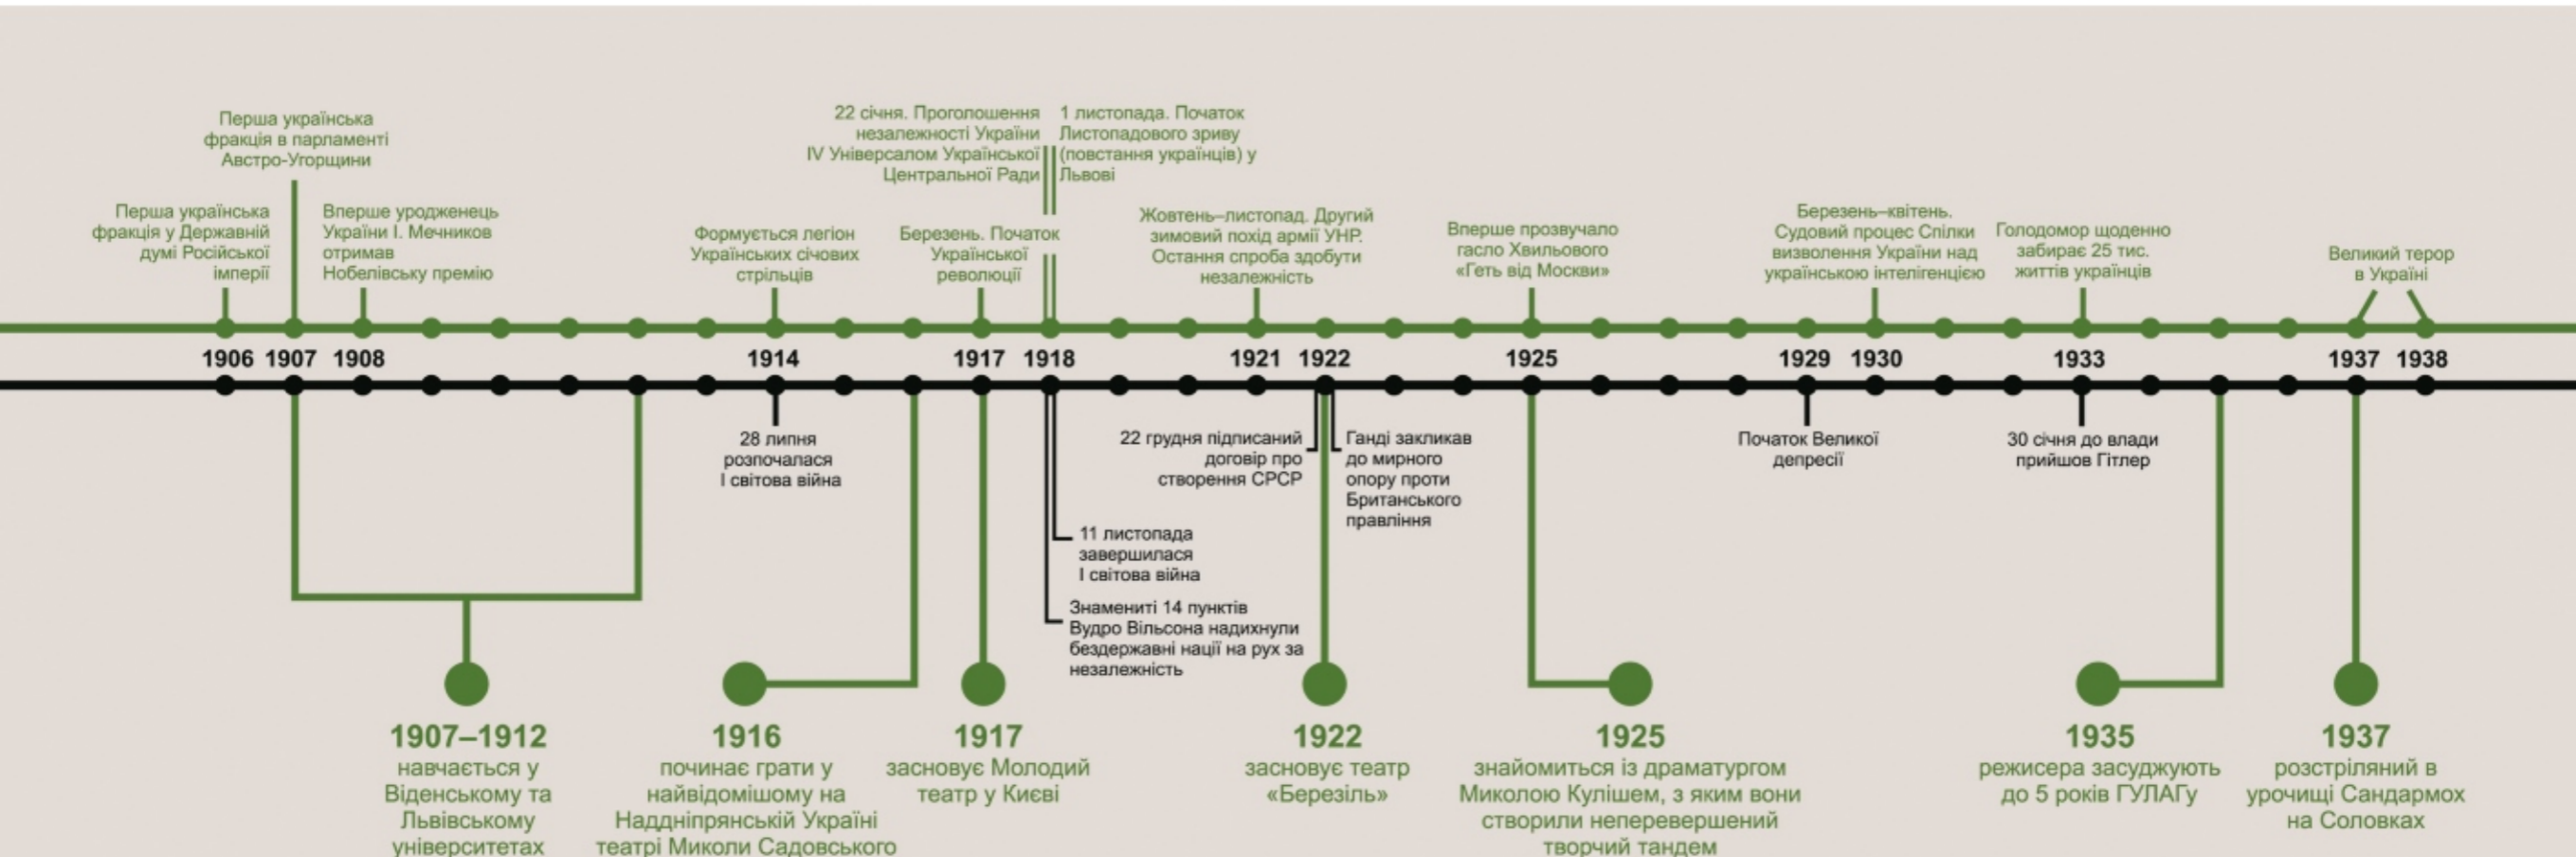 Перша українська
фракція в парламенті
Австро-Угорщини
Перша українська
фракція у Державній
думі Російської
імперії
Вперше уродженець
України І. Мечников
отримав
Нобелівську премію
Формується легіон
Українських січових
стрільців
22 січня. Проголошення
незалежності України
IV Універсалом Української
Центральної Ради
1 листопада. Початок
Листопадового зриву
(повстання українців) у
Львові
Березень. Початок
Української
революції
Жовтень–листопад. Другий
зимовий похід армії УНР.
Остання спроба здобути
незалежність
Вперше прозвучало
гасло Хвильового
«Геть від Москви»
Березень–квітень.
Судовий процес Спілки
визволення України над
українською інтелігенцією
Голодомор щоденно
забирає 25 тис.
життів українців
Великий терор
в Україні
1906 1907 1908 1914 1917 1918 1921 1922 1925 1929 1930 1933 1937 1938
28 липня
розпочалася
І світова війна
22 грудня підписаний
договір про
створення СРСР
Ганді закликав
до мирного
опору проти
Британського
правління
Початок Великої
депресії
30 січня до влади
прийшов Гітлер
11 листопада
завершилася
І світова війна
Знамениті 14 пунктів
Вудро Вільсона надихнули
бездержавні нації на рух за
незалежність
1907–1912
навчається у
Віденському та
Львівському
університетах
1916
починає грати у
найвідомішому на
Наддніпрянській Україні
театрі Миколи Садовського
1917
засновує Молодий
театр у Києві
1922
засновує театр
«Березіль»
1925
знайомиться із драматургом
Миколою Кулішем, з яким вони
створили неперевершений
творчий тандем
1935
режисера засуджують
до 5 років ГУЛАГу
1937
розстріляний в
урочищі Сандармох
на Соловках